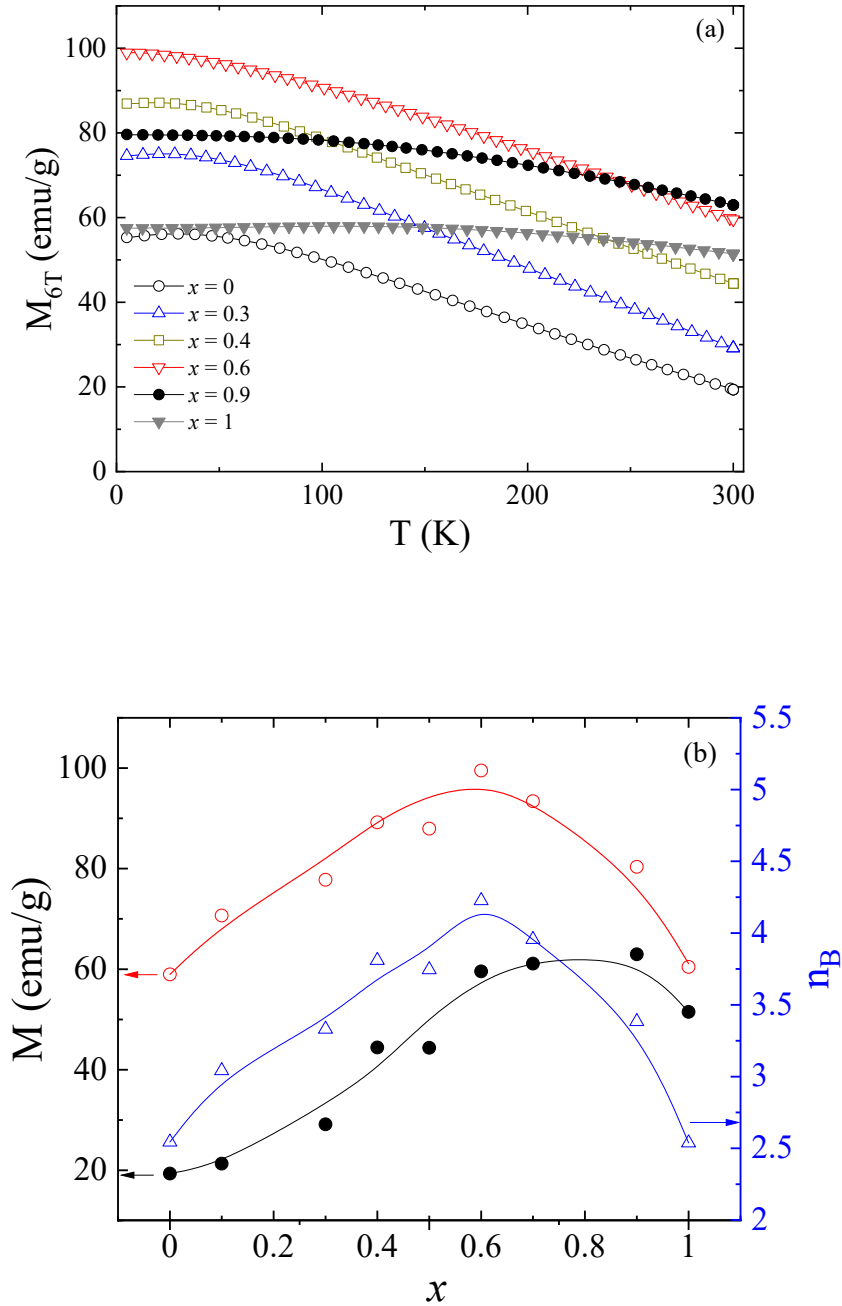 (a)
100
80
60
40
20
0
M6T (emu/g)
x = 0
x = 0.3
x = 0.4
x = 0.6
x = 0.9
x = 1
0 100 200 300
T (K)
(b)
100
80
60
40
20
M (emu/g)
5.5
5
4.5
4
3.5
3
2.5
2
nB
0 0.2 0.4 0.6 0.8 1
x